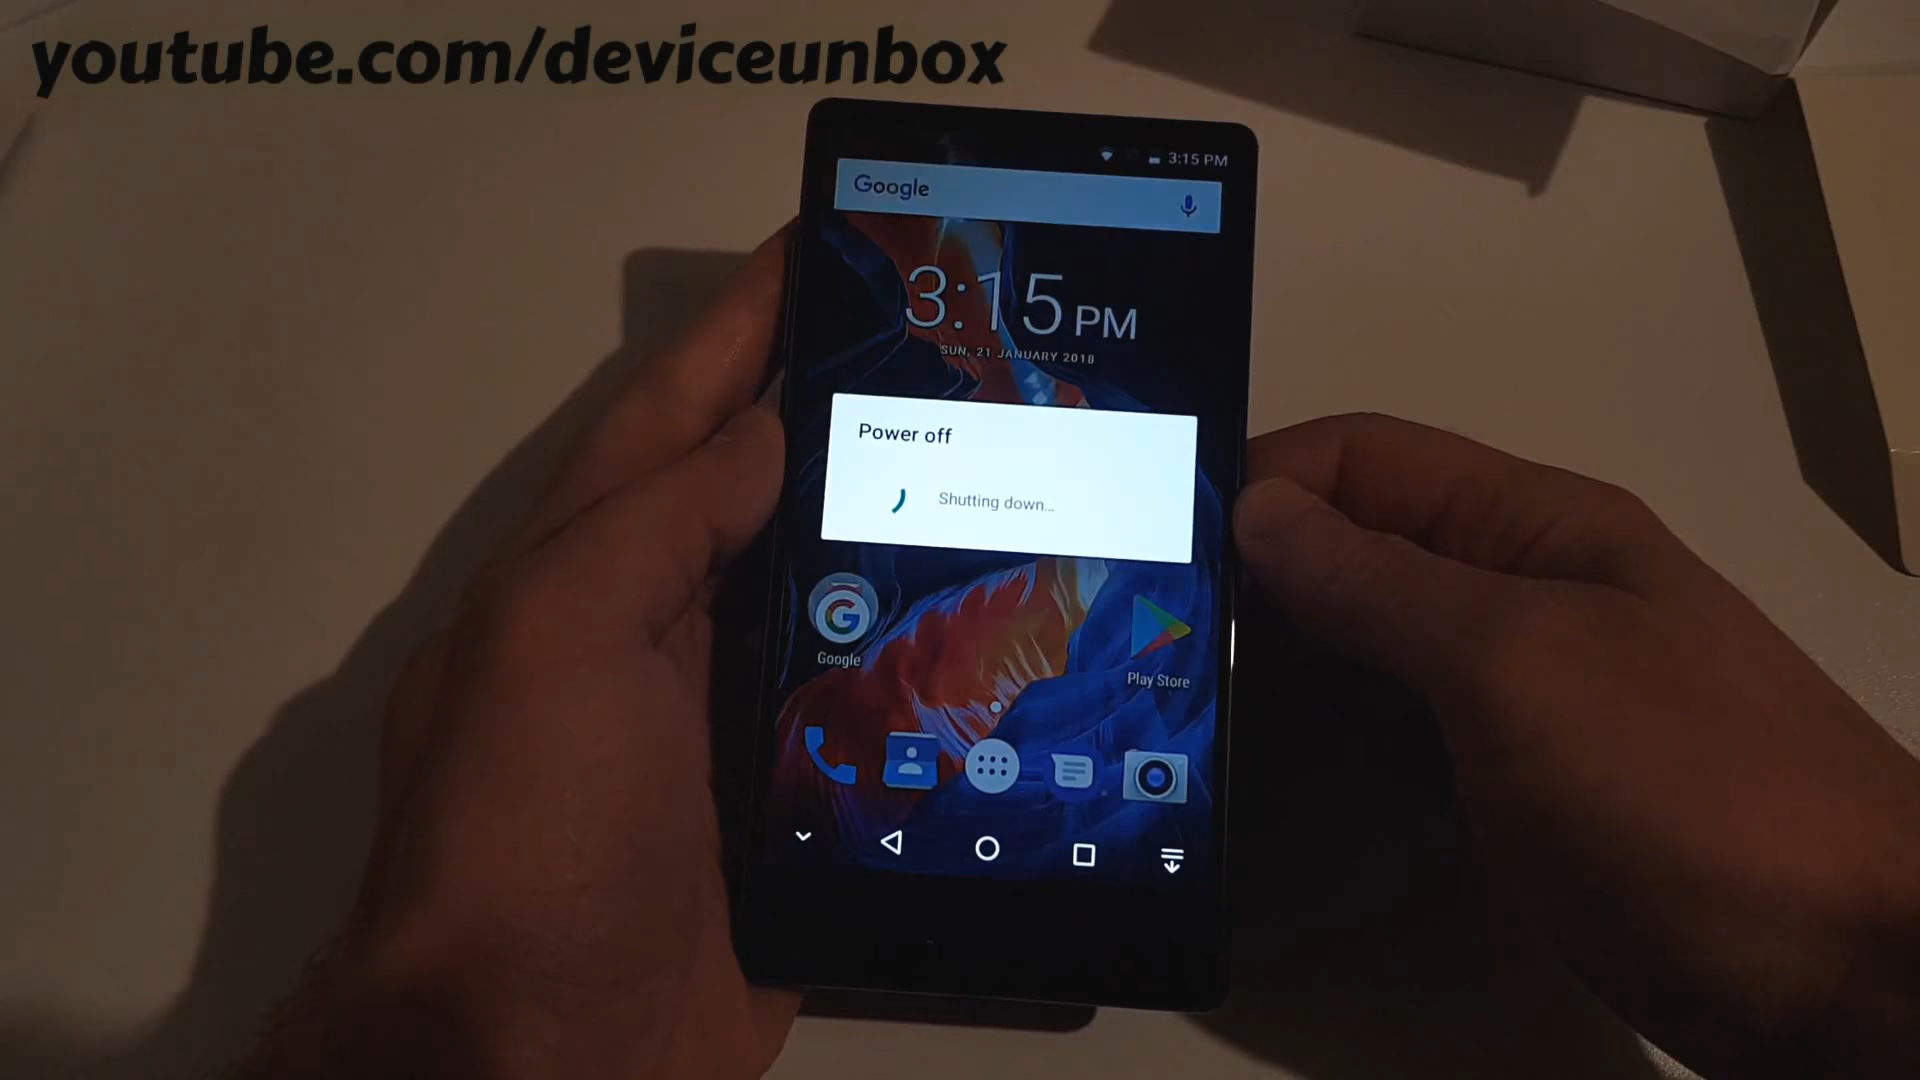 youtube.com/deviceunbox
3:15 PM
Google
3:15 PM
SUN, 21 JANUARY 2018
Power off
Shutting down...
Google
Play Store